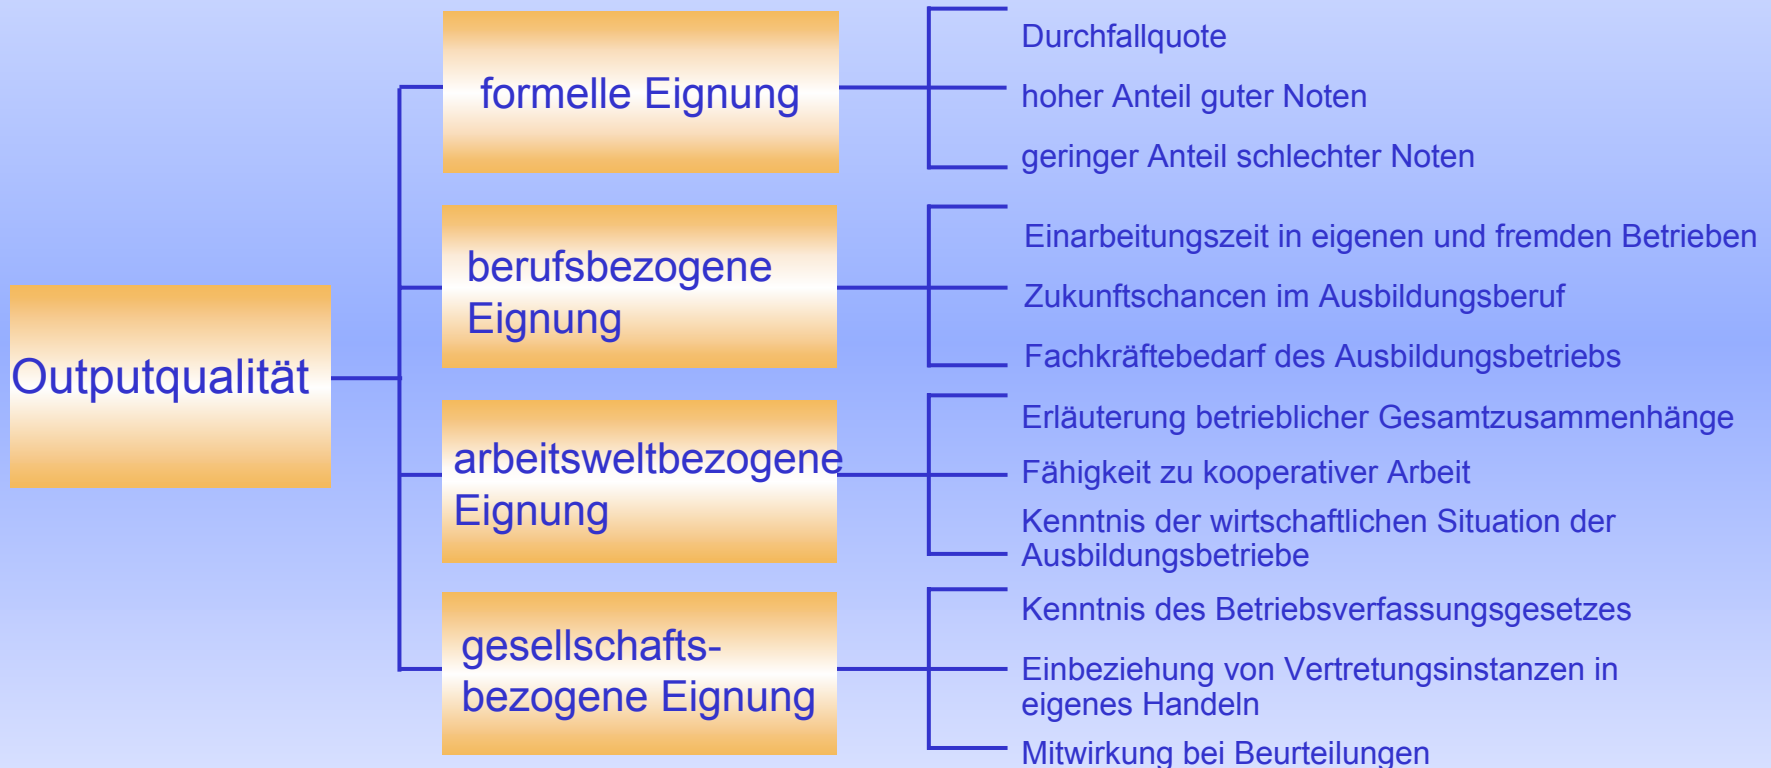 Outputqualität
formelle Eignung
Durchfallquote
hoher Anteil guter Noten
geringer Anteil schlechter Noten
berufsbezogene
Eignung
Einarbeitungszeit in eigenen und fremden Betrieben
Zukunftschancen im Ausbildungsberuf
Fachkräftebedarf des Ausbildungsbetriebs
arbeitsweltbezogene
Eignung
Erläuterung betrieblicher Gesamtzusammenhänge
Fähigkeit zu kooperativer Arbeit
Kenntnis der wirtschaftlichen Situation der
Ausbildungsbetriebe
gesellschafts-
bezogene Eignung
Kenntnis des Betriebsverfassungsgesetzes
Einbeziehung von Vertretungsinstanzen in
eigenes Handeln
Mitwirkung bei Beurteilungen